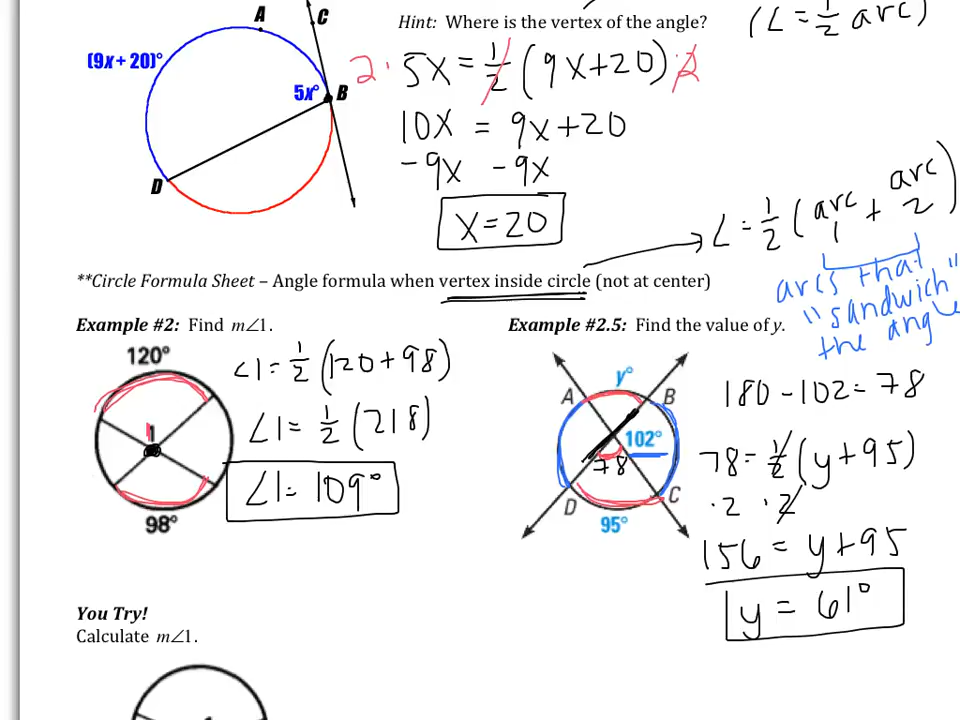 A
C
(9x + 20)°
5x° B
D
Hint: Where is the vertex of the angle?
(∠ = 1/2 arc)
2 · 5x = 1/2 (9x+20) · 2
10x = 9x+20
-9x -9x
x=20
∠ = 1/2 (arc 1 + arc 2)
**Circle Formula Sheet – Angle formula when vertex inside circle (not at center)
arcs that
"sandwich"
the angle
Example #2: Find m∠1.
120°
1
98°
∠1= 1/2 (120+98)
∠1= 1/2 (218)
∠1= 109°
Example #2.5: Find the value of y.
y°
A B
102°
78
D C
95°
180 - 102 = 78
78 = 1/2 (y+95)
·2 ·2
156 = y+95
y = 61°
You Try!
Calculate m∠1.